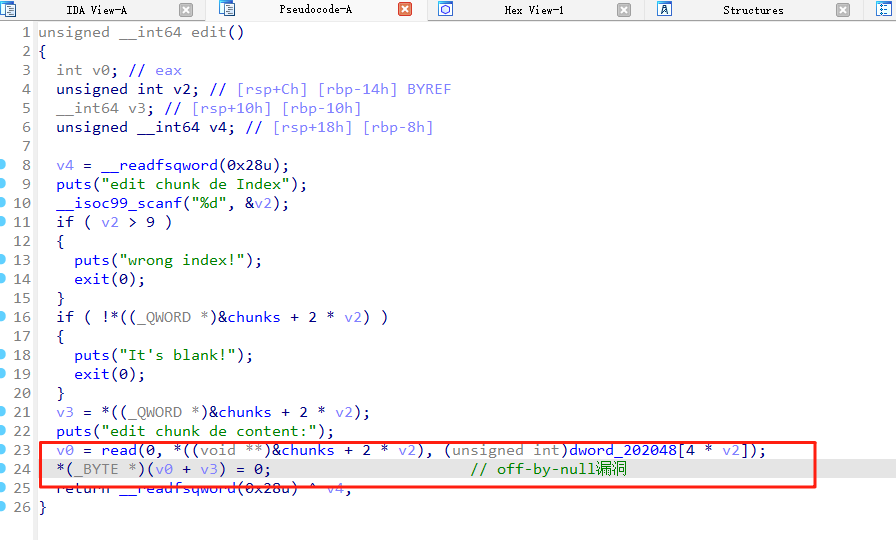 IDA View-A Pseudocode-A Hex View-1 Structures
1 unsigned __int64 edit()
2 {
3 int v0; // eax
4 unsigned int v2; // [rsp+Ch] [rbp-14h] BYREF
5 __int64 v3; // [rsp+10h] [rbp-10h]
6 unsigned __int64 v4; // [rsp+18h] [rbp-8h]
7
8 v4 = __readfsqword(0x28u);
9 puts("edit chunk de Index");
10 __isoc99_scanf("%d", &v2);
11 if ( v2 > 9 )
12 {
13 puts("wrong index!");
14 exit(0);
15 }
16 if ( !*((_QWORD *)&chunks + 2 * v2) )
17 {
18 puts("It's blank!");
19 exit(0);
20 }
21 v3 = *((_QWORD *)&chunks + 2 * v2);
22 puts("edit chunk de content:");
23 v0 = read(0, *((void **)&chunks + 2 * v2), (unsigned int)dword_202048[4 * v2]);
24 *(_BYTE *)(v0 + v3) = 0; // off-by-null漏洞
25 return __readfsqword(0x28u) ^ v4;
26 }